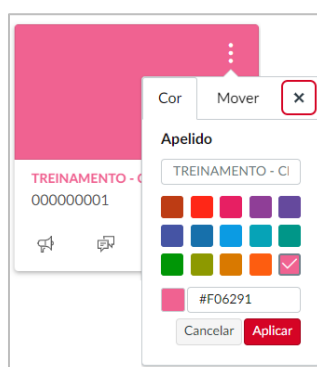 Cor Mover ×
Apelido
TREINAMENTO - Cl
TREINAMENTO - C
000000001
#F06291
Cancelar Aplicar